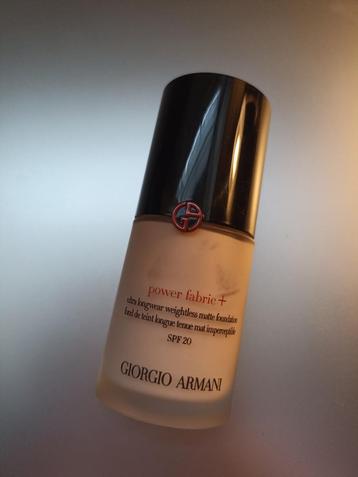 power fabric+
ultra longwear weightless matte foundation
fond de teint longue tenue mat imperceptible
SPF 20
GIORGIO ARMANI